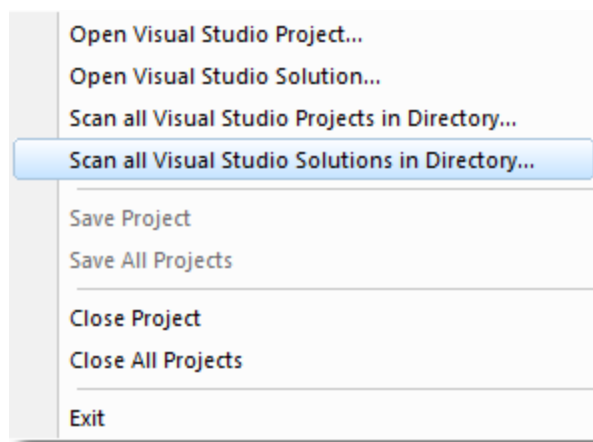 Open Visual Studio Project...
Open Visual Studio Solution...
Scan all Visual Studio Projects in Directory...
Scan all Visual Studio Solutions in Directory...
Save Project
Save All Projects
Close Project
Close All Projects
Exit